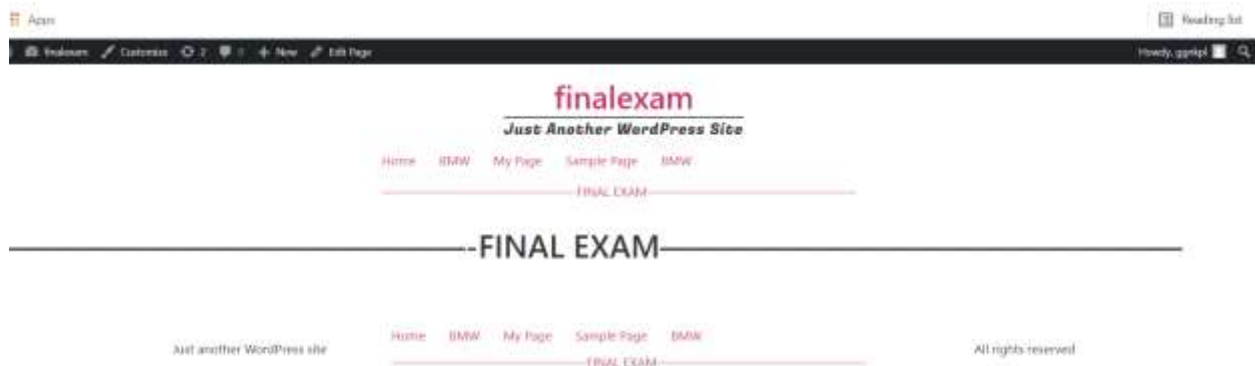 Apps Reading list
finalexam Customize 2 New Edit Page Howdy,
finalexam
Just Another WordPress Site
Home BMW My Page Sample Page BMW
FINAL EXAM
--FINAL EXAM
Home BMW My Page Sample Page BMW
Just another WordPress site All rights reserved
FINAL EXAM